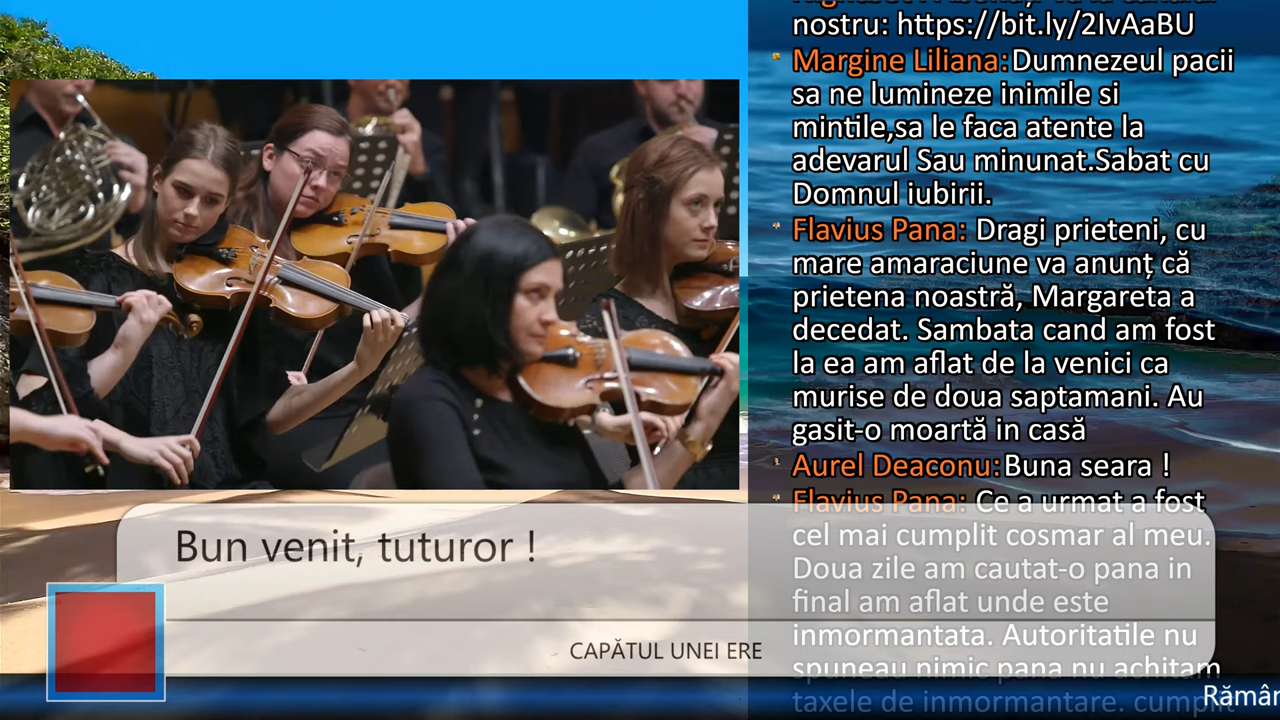 nostru: https://bit.ly/2IvAaBU
Margine Liliana: Dumnezeul pacii
sa ne lumineze inimile si
mintile,sa le faca atente la
adevarul Sau minunat.Sabat cu
Domnul iubirii.
Flavius Pana: Dragi prieteni, cu
mare amaraciune va anunț că
prietena noastră, Margareta a
decedat. Sambata cand am fost
la ea am aflat de la venici ca
murise de doua saptamani. Au
gasit-o moartă in casă
Aurel Deaconu: Buna seara !
Flavius Pana: Ce a urmat a fost
cel mai cumplit cosmar al meu.
Doua zile am cautat-o pana in
final am aflat unde este
inmormantata. Autoritatile nu
spuneau nimic pana nu achitam
taxele de inmormantare. cumplit
Bun venit, tuturor !
CAPĂTUL UNEI ERE
Rămân